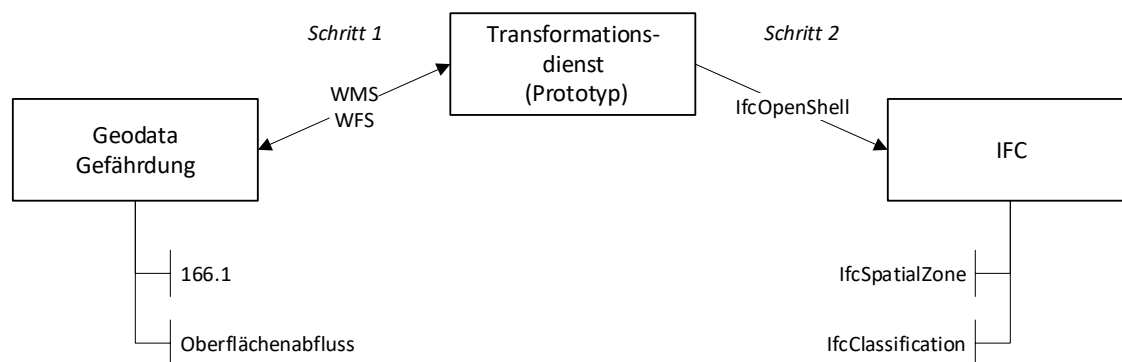 Schritt 1
Transformations-
dienst
(Prototyp)
Schritt 2
WMS
WFS
IfcOpenShell
Geodata
Gefährdung
IFC
166.1
Oberflächenabfluss
IfcSpatialZone
IfcClassification